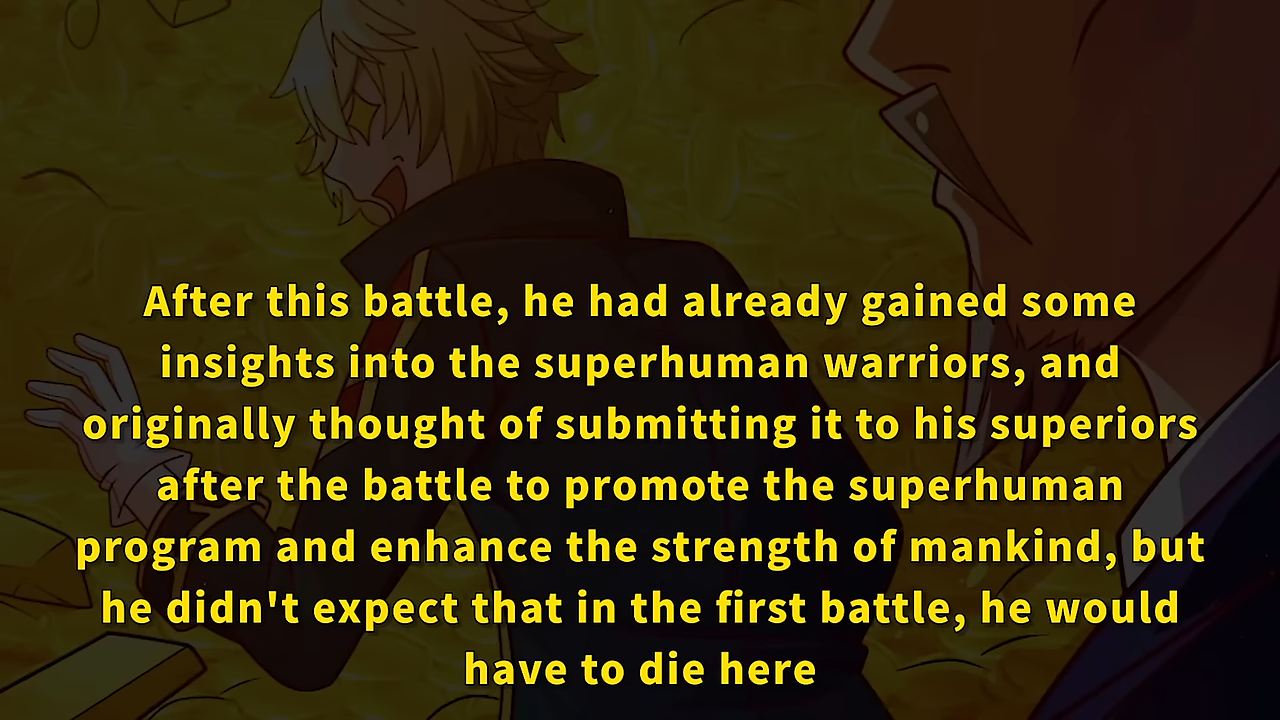 After this battle, he had already gained some
insights into the superhuman warriors, and
originally thought of submitting it to his superiors
after the battle to promote the superhuman
program and enhance the strength of mankind, but
he didn't expect that in the first battle, he would
have to die here